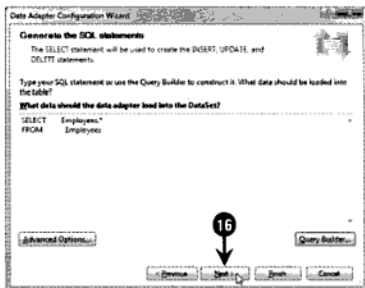 Data Adapter Configuration Wizard
Generate the SQL statements
The SELECT statement will be used to create the INSERT, UPDATE, and
DELETE statements.
Type your SQL statement or use the Query Builder to construct it. What data should be loaded into
the table?
What data should the data adapter load into the DataSet?
SELECT Employees.*
FROM Employees
16
Advanced Options...
Query Builder...
< Previous
Next >
Finish
Cancel